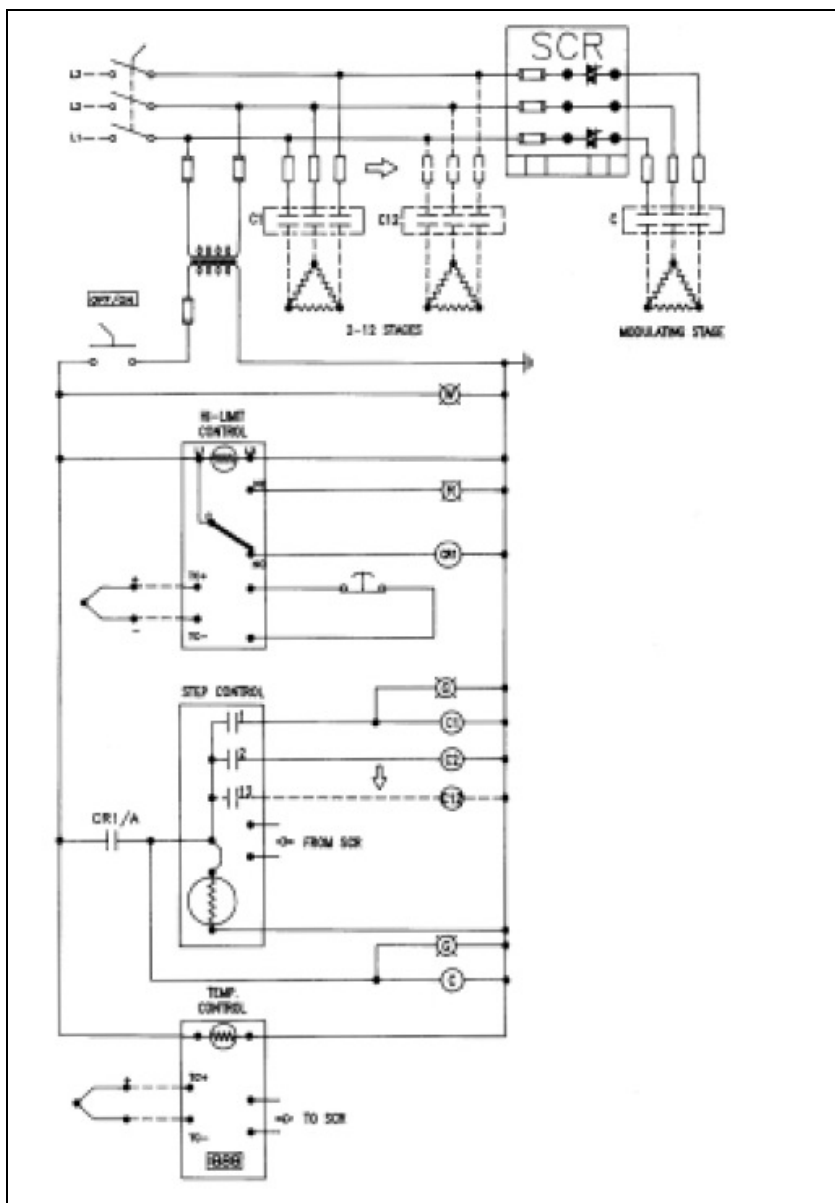 SCR
L3
L2
L1
C1
C12
C
OFF/ON
2-12 STAGES
MODULATING STAGE
W
HI-LIMIT
CONTROL
R
CR1
NO
TC+
+
-
TC-
STEP CONTROL
G
1
C1
2
C2
12
C12
CR1/A
FROM SCR
G
C
TEMP.
CONTROL
TC+
+
TC-
TO SCR